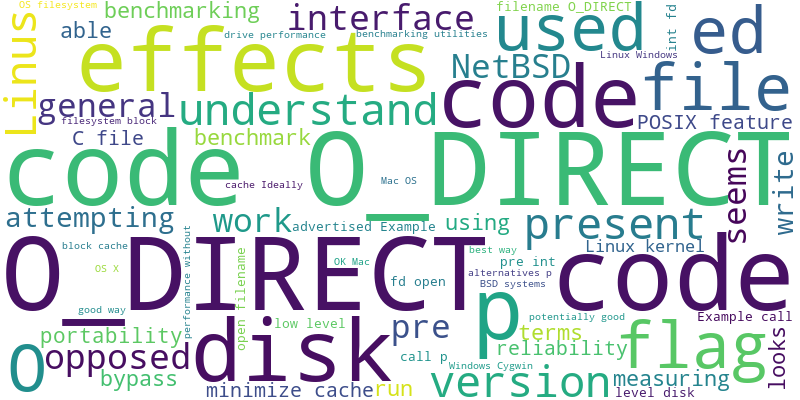 OS filesystem
benchmarking
interface
filename O_DIRECT
int fd
Linus
able
drive performance
benchmarking utilities
used
ed
effects
NetBSD
Linux Windows
code
file
general
understand
filesystem block
POSIX feature
C file
benchmark
code
O_DIRECT
seems
write
cache Ideally
Mac OS
attempting
work
advertised Example
using
present
O_DIRECT
block cache
performance without
open filename
best way
Linux kernel
code
OS X
OK Mac
fd open
pre int
alternatives p
BSD systems
p
good way
low level
pre
potentially good
Example call
portability
terms
flag
looks
O
opposed
disk
call p
reliability
bypass
Windows Cygwin
measuring
minimize cache
run
version
level disk